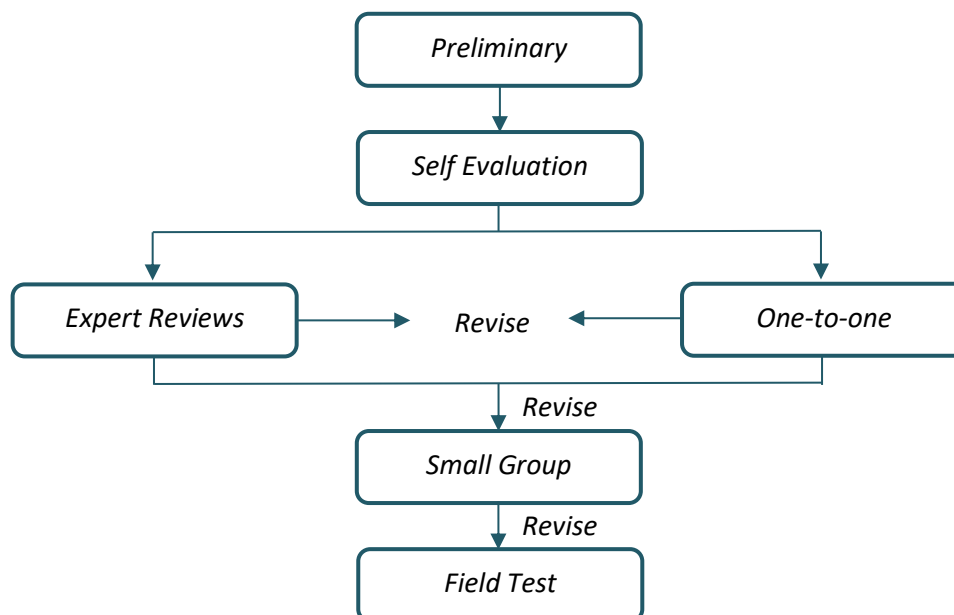 Preliminary
Self Evaluation
Expert Reviews
Revise
One-to-one
Revise
Small Group
Revise
Field Test